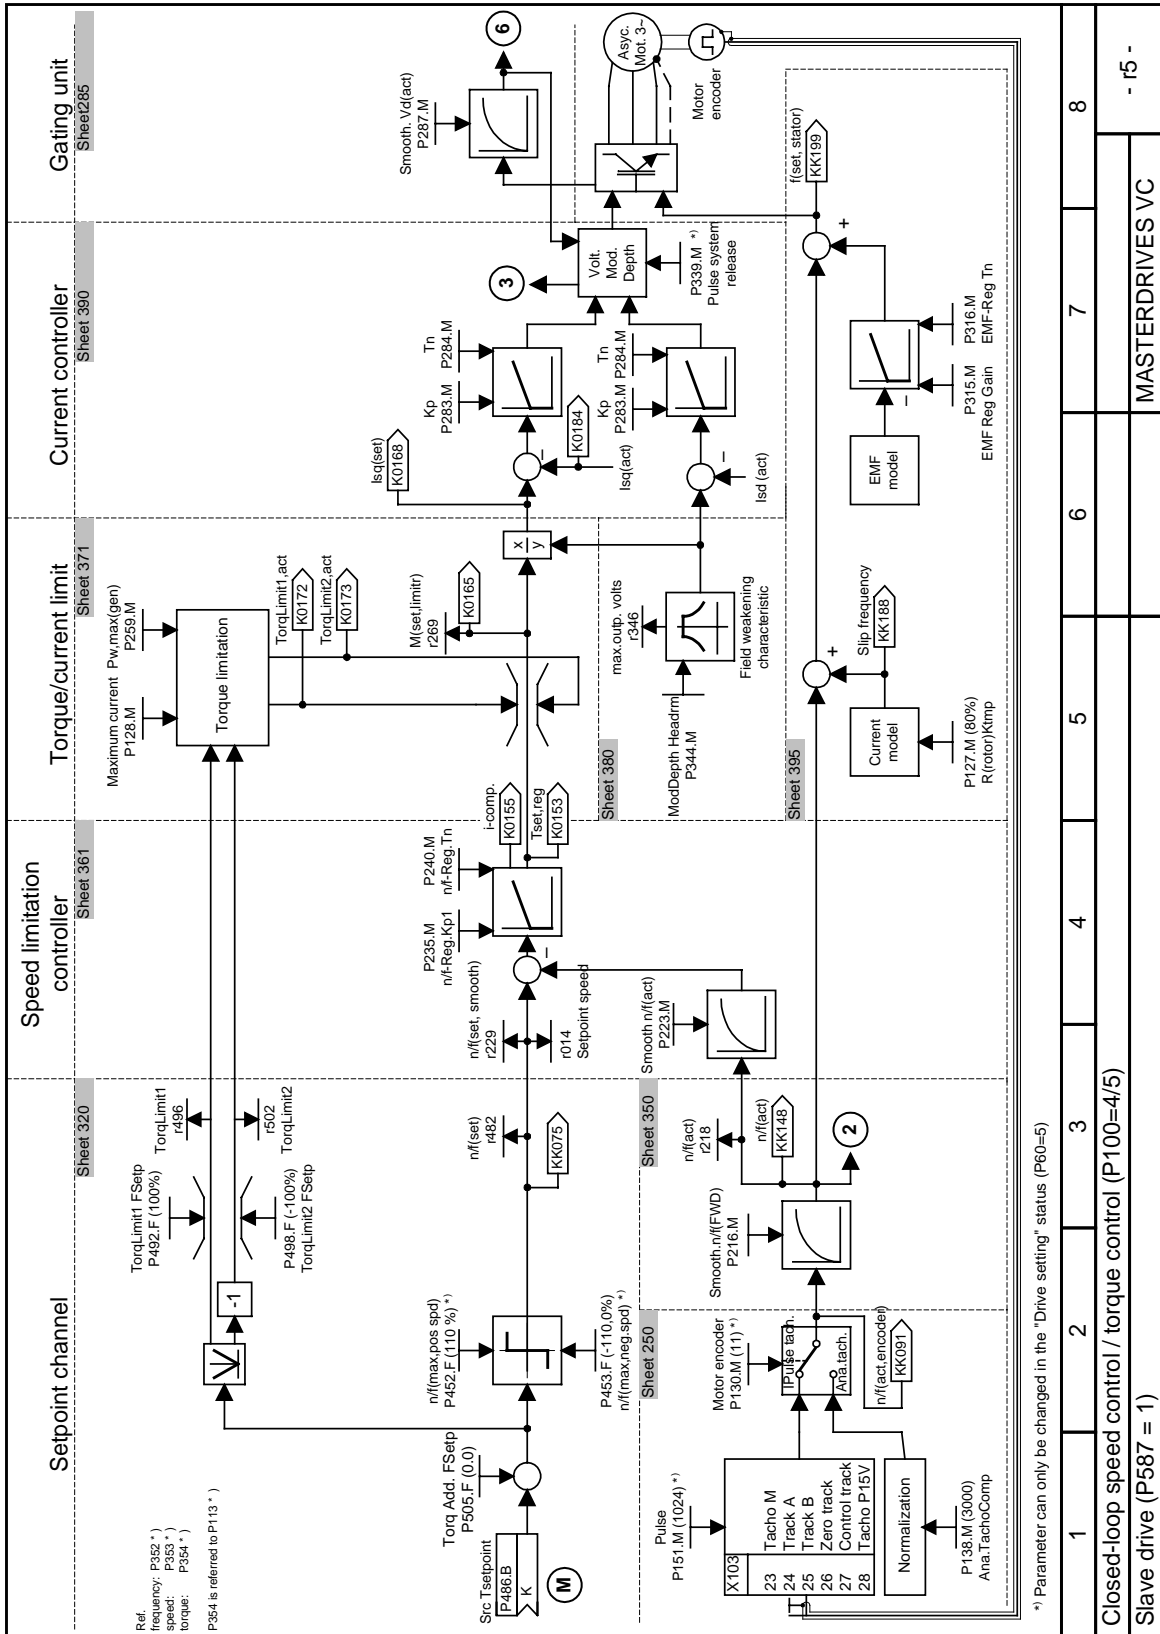 Setpoint channel
Speed limitation
controller
Torque/current limit
Current controller
Gating unit
Sheet 320
Sheet 361
Sheet 371
Sheet 390
Sheet285
Ref.
frequency: P352 * )
speed: P353 * )
torque: P354 * )
P354 is referred to P113 * )
-1
TorqLimit1 FSetp
P492.F (100%)
P498.F (-100%)
TorqLimit2 FSetp
TorqLimit1
r496
r502
TorqLimit2
Maximum current
P128.M
Pw,max(gen)
P259.M
Torque limitation
TorqLimit1,act
K0172
TorqLimit2,act
K0173
Smooth. Vd(act)
P287.M
6
Src Tsetpoint
P486.B
K
M
Torq Add. FSetp
P505.F (0.0)
n/f(max,pos spd)
P452.F (110 %) *)
P453.F (-110,0%)
n/f(max,neg.spd) *)
n/f(set)
r482
KK075
n/f(set, smooth)
r229
r014
Setpoint speed
P235.M
n/f-Reg.Kp1
P240.M
n/f-Reg.Tn
–
i-comp.
K0155
Tset,reg
K0153
M(set,limitr)
r269
K0165
x
y
Isq(set)
K0168
–
K0184
Isq(act)
Kp
P283.M
Tn
P284.M
3
Volt.
Mod.
Depth
P339.M *)
Pulse system
release
Asyc.
Mot. 3~
Motor
encoder
Sheet 380
ModDepth Headrm
P344.M
max.outp. volts
r346
Field weakening
characteristic
–
Isd (act)
Kp
P283.M
Tn
P284.M
Sheet 250
Sheet 350
Sheet 395
Pulse
P151.M (1024) *)
X103
23 Tacho M
24 Track A
25 Track B
26 Zero track
27 Control track
28 Tacho P15V
Normalization
P138.M (3000)
Ana.TachoComp
Motor encoder
P130.M (11) *)
IPulse tach.
Ana.tach.
n/f(act,encoder)
KK091
Smooth.n/f(FWD)
P216.M
n/f(act)
r218
n/f(act)
KK148
2
Smooth n/f(act)
P223.M
Current
model
P127.M (80%)
R(rotor)Ktmp
Slip frequency
KK188
+
EMF
model
–
P315.M
EMF Reg Gain
P316.M
EMF-Reg Tn
+
f(set, stator)
KK199
*) Parameter can only be changed in the "Drive setting" status (P60=5)
1 2 3 4 5 6 7 8
Closed-loop speed control / torque control (P100=4/5)
Slave drive (P587 = 1)
MASTERDRIVES VC
- r5 -